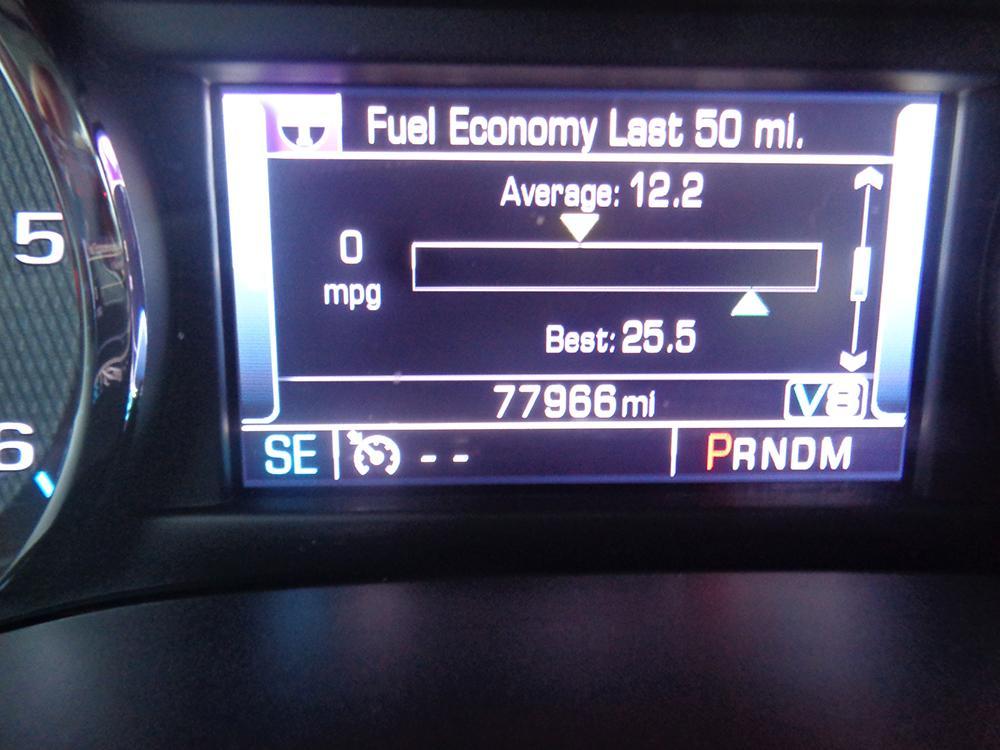 Fuel Economy Last 50 mi.
Average: 12.2
0
mpg
Best: 25.5
77966 mi
V8
SE
- -
PRNDM
5
6